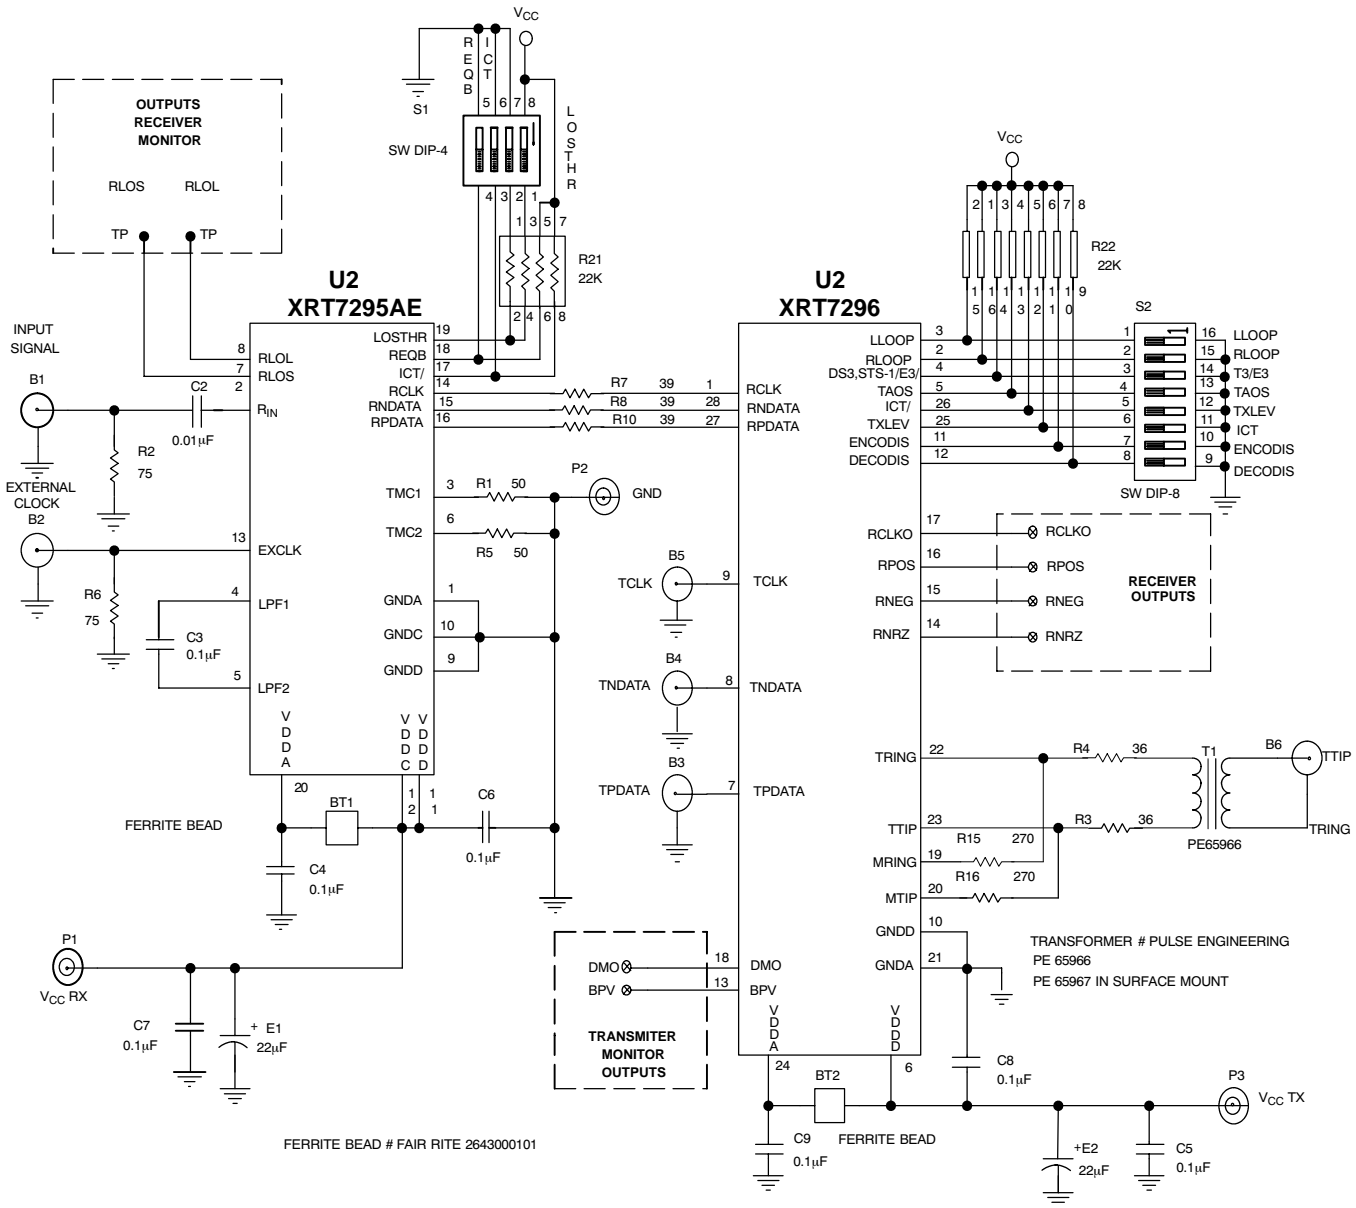 VCC
R
E
Q
B
I
C
T
S1
5 6 7 8
L
O
S
T
H
R
SW DIP-4
4 3 2 1
1 3 5 7
R21
22K
2 4 6 8
OUTPUTS
RECEIVER
MONITOR
RLOS RLOL
TP TP
U2
XRT7295AE
INPUT
SIGNAL
B1
C2
0.01µF
R2
75
EXTERNAL
CLOCK
B2
R6
75
C3
0.1µF
8 RLOL
7 RLOS
2 RIN
13 EXCLK
4 LPF1
5 LPF2
LOSTHR 19
REQB 18
ICT/ 17
RCLK 14
RNDATA 15
RPDATA 16
TMC1 3
TMC2 6
GNDA 1
GNDC 10
GNDD 9
V
D
D
A
V
D
D
C
V
D
D
D
20
1
2
1
1
R7 39
R8 39
R10 39
R1 50
R5 50
P2
GND
FERRITE BEAD
BT1
C6
0.1µF
C4
0.1µF
P1
VCC RX
C7
0.1µF
+ E1
22µF
FERRITE BEAD # FAIR RITE 2643000101
VCC
2 1 3 4 5 6 7 8
R22
22K
1 1 1 1 1 1 1 9
5 6 4 3 2 1 0
U2
XRT7296
1 RCLK
28 RNDATA
27 RPDATA
B5
TCLK 9 TCLK
B4
TNDATA 8 TNDATA
B3
TPDATA 7 TPDATA
DMO 18 DMO
BPV 13 BPV
TRANSMITER
MONITOR
OUTPUTS
LLOOP 3
RLOOP 2
DS3,STS-1/E3/ 4
TAOS 5
ICT/ 26
TXLEV 25
ENCODIS 11
DECODIS 12
S2
1 16 LLOOP
2 15 RLOOP
3 14 T3/E3
4 13 TAOS
5 12 TXLEV
6 11 ICT
7 10 ENCODIS
8 9 DECODIS
SW DIP-8
RCLKO 17 RCLKO
RPOS 16 RPOS
RNEG 15 RNEG
RNRZ 14 RNRZ
RECEIVER
OUTPUTS
TRING 22
TTIP 23
MRING 19
MTIP 20
GNDD 10
GNDA 21
R4 36
R3 36
R15 270
R16 270
T1
PE65966
B6
TTIP
TRING
TRANSFORMER # PULSE ENGINEERING
PE 65966
PE 65967 IN SURFACE MOUNT
V
D
D
A
V
D
D
D
24
6
BT2
FERRITE BEAD
C8
0.1µF
C9
0.1µF
+E2
22µF
C5
0.1µF
P3
VCC TX